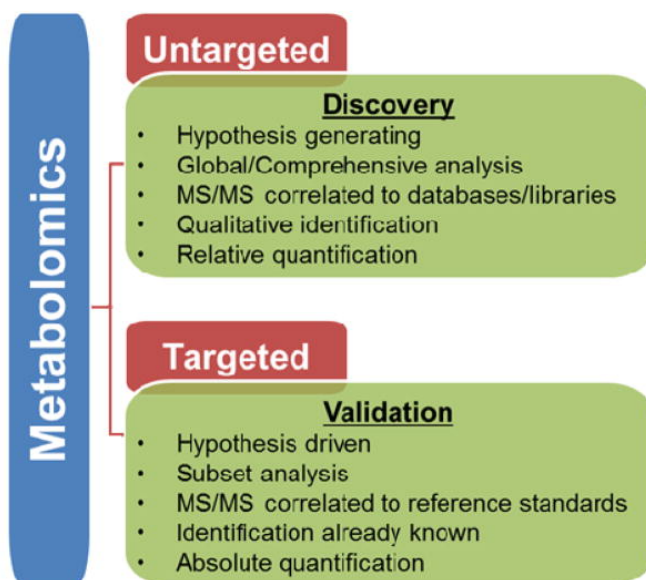 Metabolomics
Untargeted
Discovery
• Hypothesis generating
• Global/Comprehensive analysis
• MS/MS correlated to databases/libraries
• Qualitative identification
• Relative quantification
Targeted
Validation
• Hypothesis driven
• Subset analysis
• MS/MS correlated to reference standards
• Identification already known
• Absolute quantification